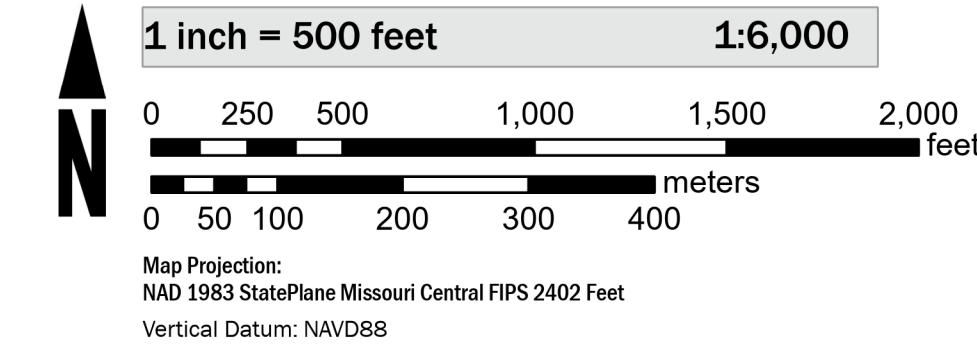 1 inch = 500 feet 1:6,000
0 250 500 1,000 1,500 2,000
feet
N
meters
0 50 100 200 300 400
Map Projection:
NAD 1983 StatePlane Missouri Central FIPS 2402 Feet
Vertical Datum: NAVD88